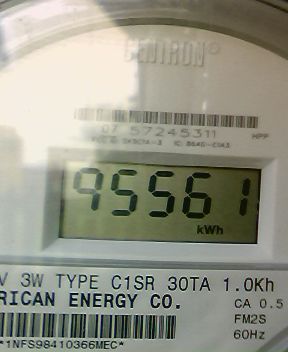 CENTRON
07 57245311
HPP
95561
kWh
V 3W TYPE C1SR 30TA 1.0Kh
RICAN ENERGY CO.
CA 0.5
FM2S
60Hz
*1NFS98410366MEC*